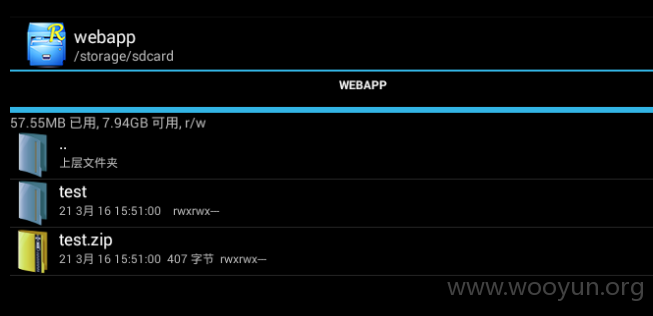 R
webapp
/storage/sdcard
WEBAPP
57.55MB 已用, 7.94GB 可用, r/w
..
上层文件夹
test
21 3月 16 15:51:00 rwxrwx---
test.zip
21 3月 16 15:51:00 407 字节 rwxrwx---
www.wooyun.org